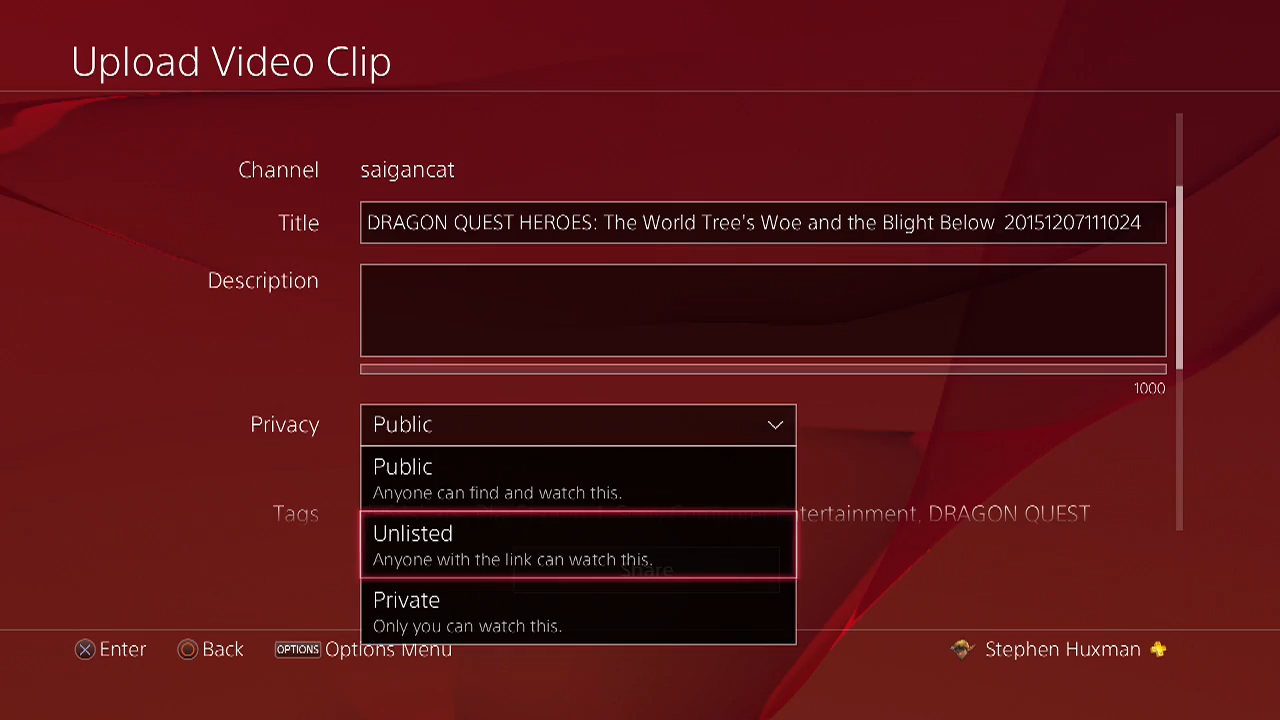 Upload Video Clip
Channel saigancat
Title DRAGON QUEST HEROES: The World Tree's Woe and the Blight Below 20151207111024
Description
1000
Privacy Public
Public
Anyone can find and watch this.
Tags tertainment, DRAGON QUEST
Unlisted
Anyone with the link can watch this.
Share
Private
Only you can watch this.
Enter Back OPTIONS Options Menu Stephen Huxman